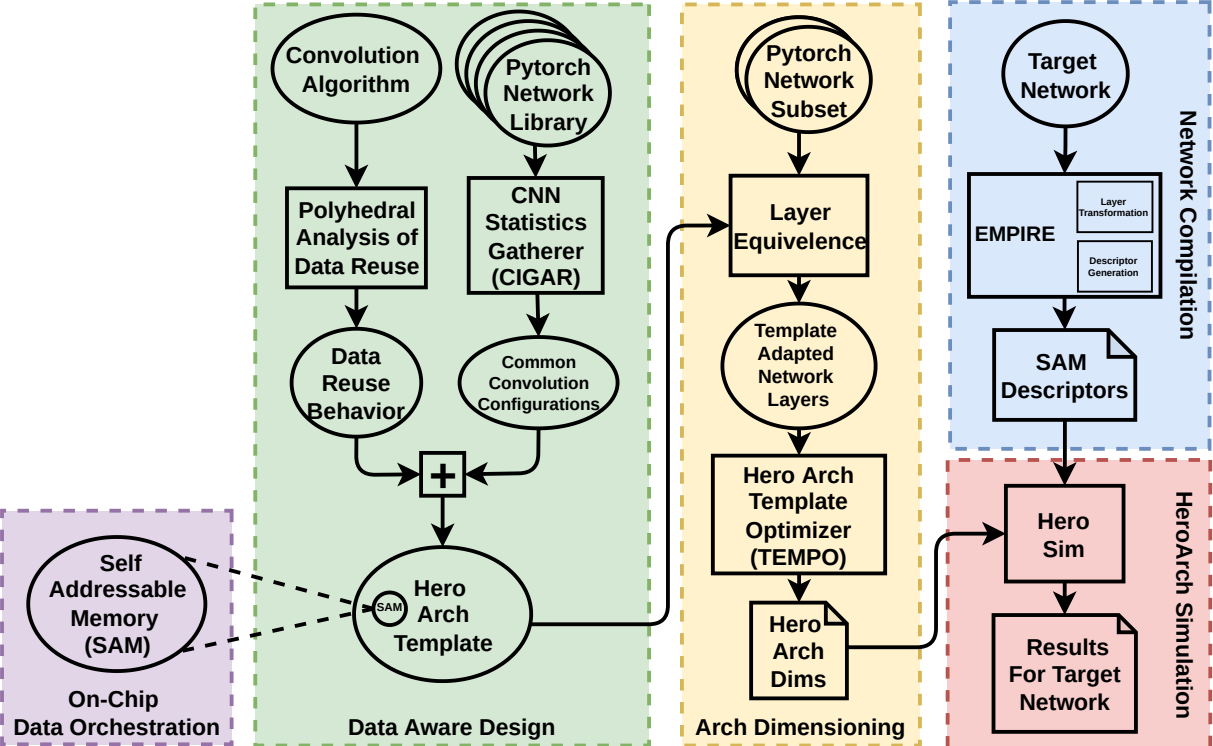 Convolution
Algorithm
Pytorch
Network
Library
Polyhedral
Analysis of
Data Reuse
CNN
Statistics
Gatherer
(CIGAR)
Data
Reuse
Behavior
Common
Convolution
Configurations
+
SAM
Hero
Arch
Template
Data Aware Design
Self
Addressable
Memory
(SAM)
On-Chip
Data Orchestration
Pytorch
Network
Subset
Layer
Equivelence
Template
Adapted
Network
Layers
Hero Arch
Template
Optimizer
(TEMPO)
Hero
Arch
Dims
Arch Dimensioning
Target
Network
EMPIRE
Layer
Transformation
Descriptor
Generation
SAM
Descriptors
Network Compilation
Hero
Sim
Results
For Target
Network
HeroArch Simulation